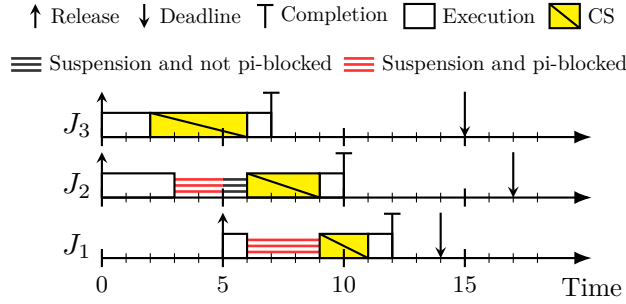 Release Deadline Completion Execution CS
Suspension and not pi-blocked Suspension and pi-blocked
J3
J2
J1
0 5 10 15 Time